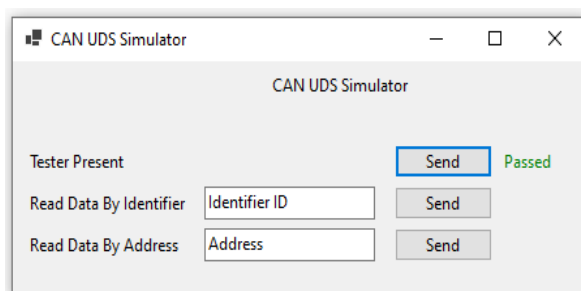 CAN UDS Simulator
CAN UDS Simulator
Tester Present Send Passed
Read Data By Identifier Identifier ID Send
Read Data By Address Address Send